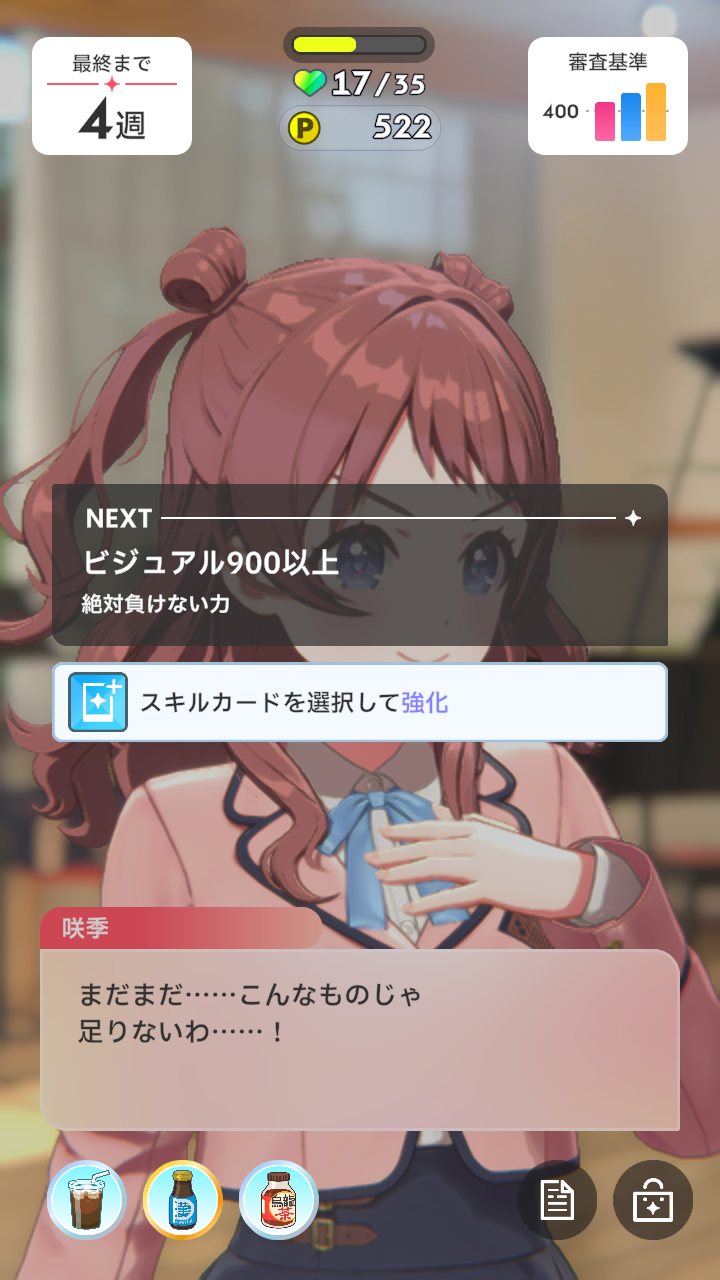 最終まで
4週
17/35
P 522
審査基準
400
NEXT
ビジュアル900以上
絶対負けない力
スキルカードを選択して強化
咲季
まだまだ……こんなものじゃ
足りないわ……！
漢
烏龍
茶